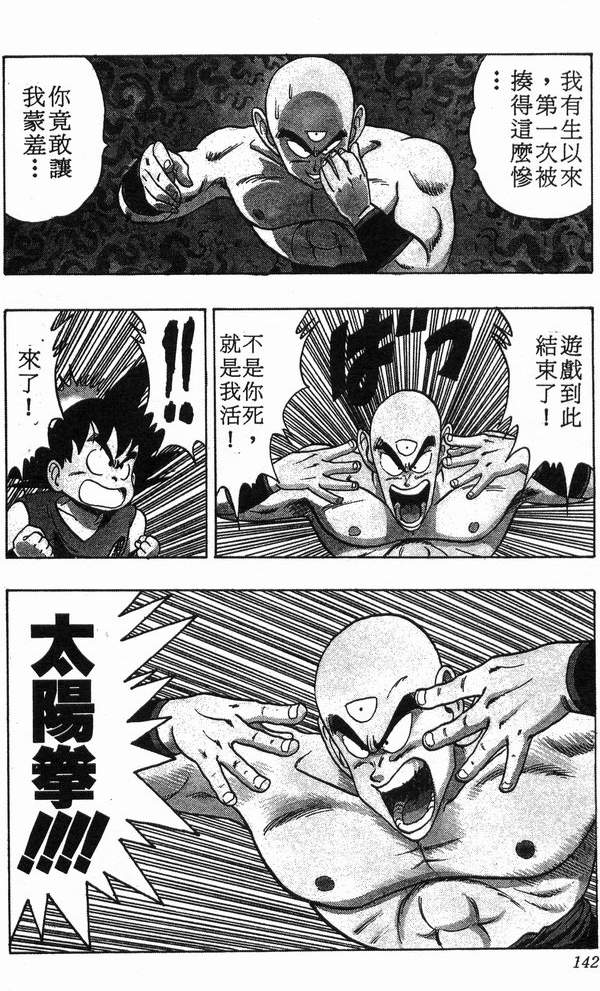 我有生以來
，第一次被
揍得這麼慘
…
你竟敢讓
我蒙羞…
遊戲到此
結束了！
ばっ
不是你死，
就是我活！
!!
來了！
太陽拳!!!!
142